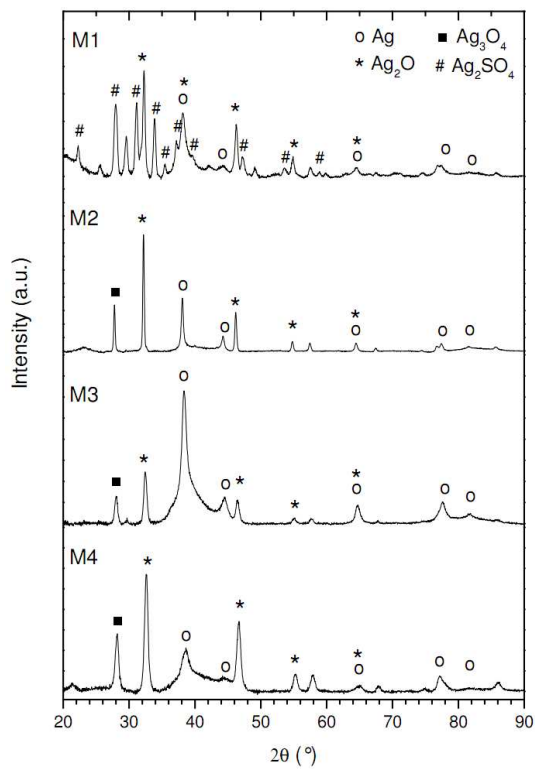 M1
o Ag ■ Ag₃O₄
* Ag₂O # Ag₂SO₄
# # # * # # # * o # o * # # * # * o o o
M2
■ * o o * * * o o o
M3
■ * o o * * * o o o
M4
■ * o o * * * o o o
Intensity (a.u.)
20 30 40 50 60 70 80 90
2θ (°)